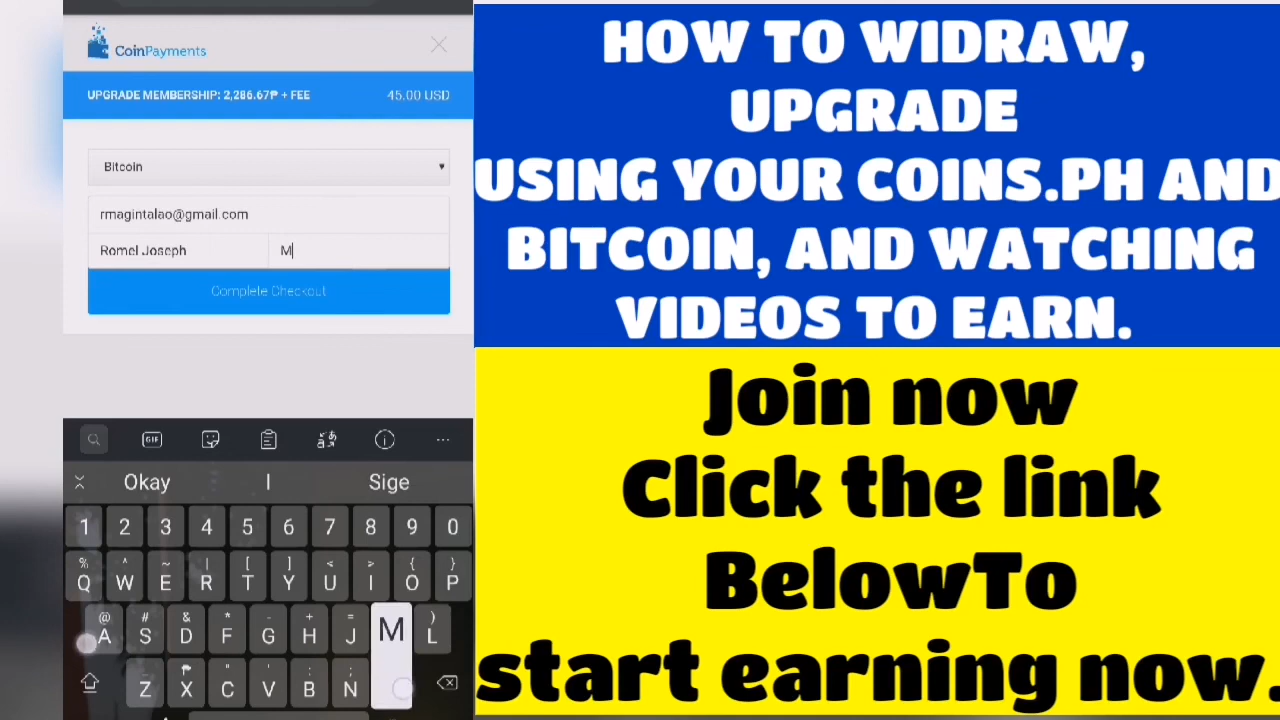 CoinPayments
UPGRADE MEMBERSHIP: 2,286.67₱ + FEE 45.00 USD
Bitcoin
rmagintalao@gmail.com
Romel Joseph M
Complete Checkout
GIF
Okay I Sige
1 2 3 4 5 6 7 8 9 0
% ^ ~ | [ ] < > { }
Q W E R T Y U I O P
@ # & * - + = )
A S D F G H J M L
₱ " ' : ;
Z X C V B N
HOW TO WIDRAW,
UPGRADE
USING YOUR COINS.PH AND
BITCOIN, AND WATCHING
VIDEOS TO EARN.
Join now
Click the link
BelowTo
start earning now.